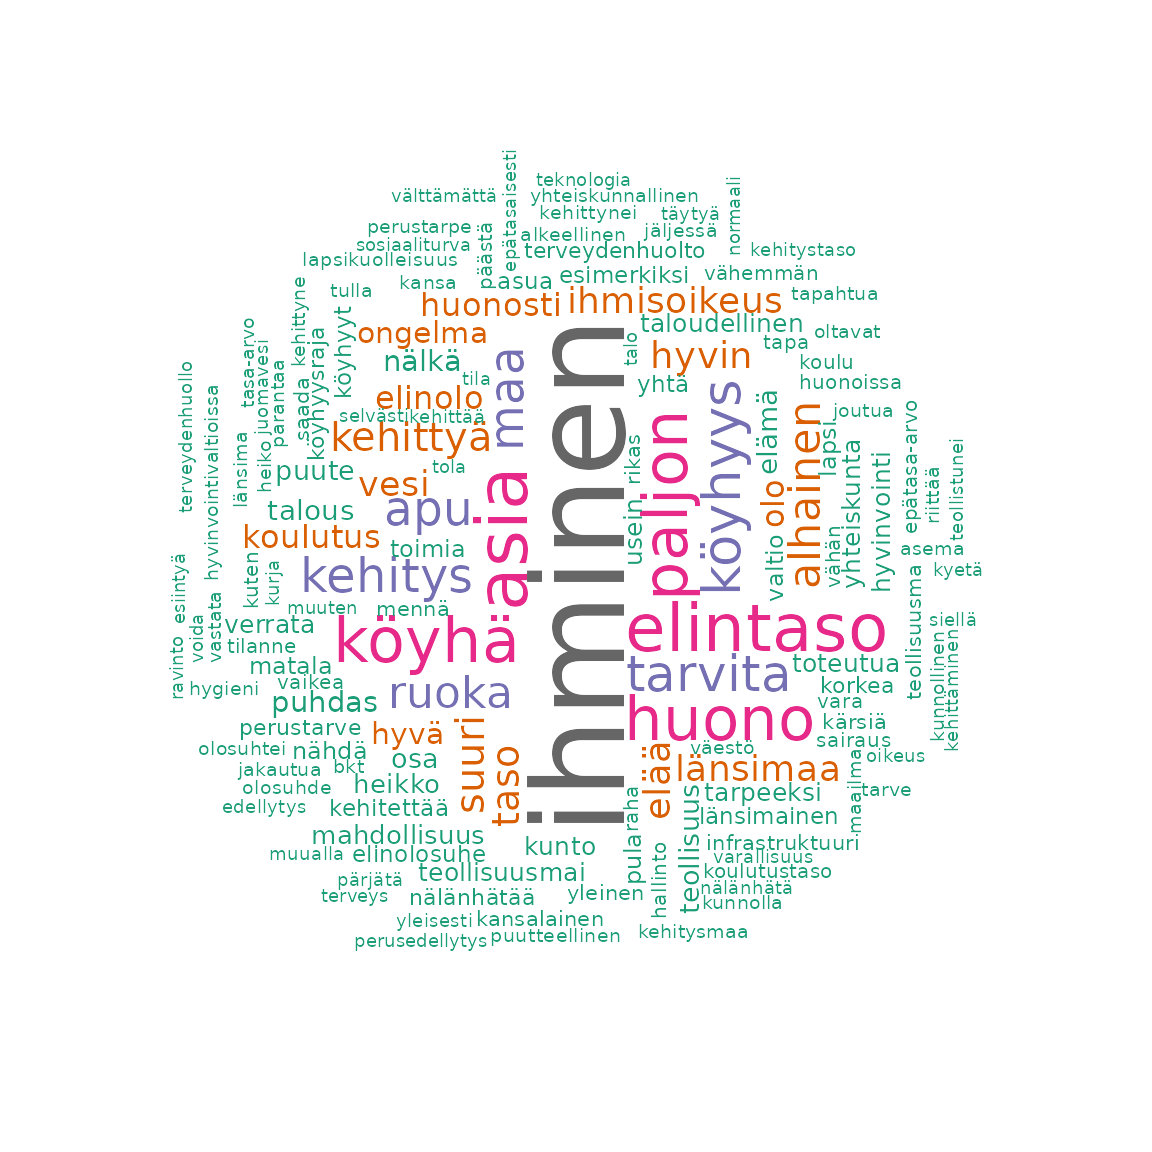 ihminen
elintaso
asia
paljon
köyhä
huono
köyhyys
kehitys
tarvita
maa
apu
ruoka
alhainen
kehittyä
suuri
taso
elää
länsimaa
ihmisoikeus
hyvin
huonosti
ongelma
elinolo
vesi
koulutus
olo
hyvä
teknologia
yhteiskunnallinen
välttämättä
epätasaisesti
normaali
kehittynei
täytyä
perustarpe
sosiaaliturva
alkeellinen
jäljessä
lapsikuolleisuus
päästä
terveydenhuolto
kehitystaso
kansa
asua
esimerkiksi
vähemmän
tulla
tapahtua
kehittyne
köyhyyt
taloudellinen
oltavat
tapa
talo
nälkä
tila
yhtä
koulu
huonoissa
tasa-arvo
juomavesi
parantaa
saada
köyhyysraja
selvästi
kehittää
elämä
joutua
lapsi
terveydenhuollo
hyvinvointivaltioissa
länsima
heiko
puute
tola
rikas
usein
yhteiskunta
hyvinvointi
epätasa-arvo
riittää
teollistunei
talous
toimia
valtio
vähän
asema
kyetä
esiintyä
kuten
kurja
muuten
mennä
teollisuusma
siellä
voida
vastata
verrata
tilanne
ravinto
matala
vaikea
hygieni
puhdas
toteutua
korkea
vara
kunnollinen
kehittäminen
perustarve
kärsiä
sairaus
olosuhtei
nähdä
osa
väestö
oikeus
jakautua
bkt
heikko
olosuhde
tarve
maailma
edellytys
kehitettää
raha
tarpeeksi
länsimainen
mahdollisuus
pula
teollisuus
infrastruktuuri
muualla
elinolosuhe
kunto
hallinto
varallisuus
koulutustaso
pärjätä
teollisuusmai
nälänhätä
terveys
nälänhätää
yleinen
kunnolla
yleisesti
kansalainen
perusedellytys
puutteellinen
kehitysmaa